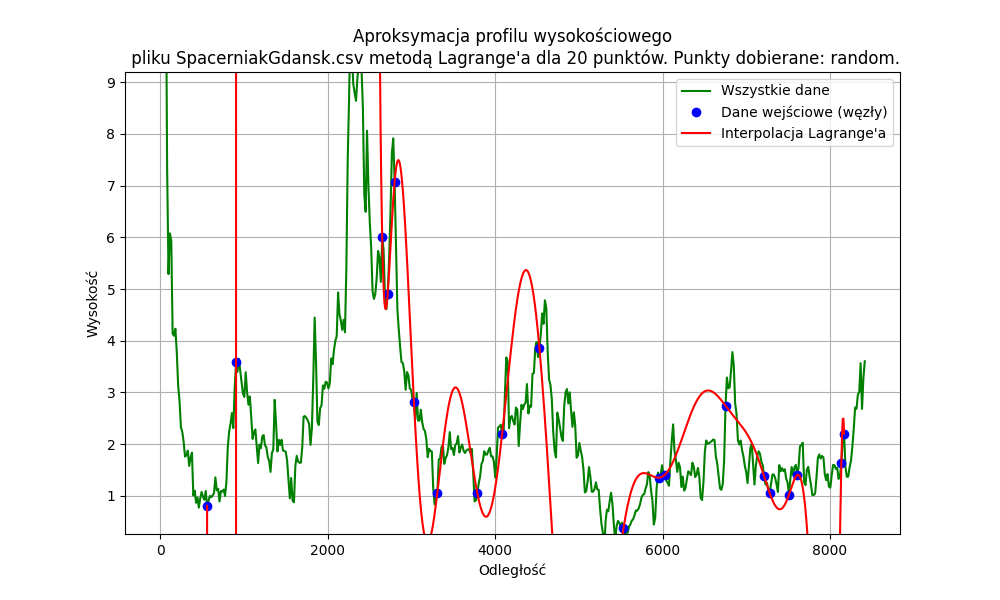 Aproksymacja profilu wysokościowego
pliku SpacerniakGdansk.csv metodą Lagrange'a dla 20 punktów. Punkty dobierane: random.
Wszystkie dane
Dane wejściowe (węzły)
Interpolacja Lagrange'a
9
8
7
6
5
4
3
2
1
Wysokość
0
2000
4000
6000
8000
Odległość